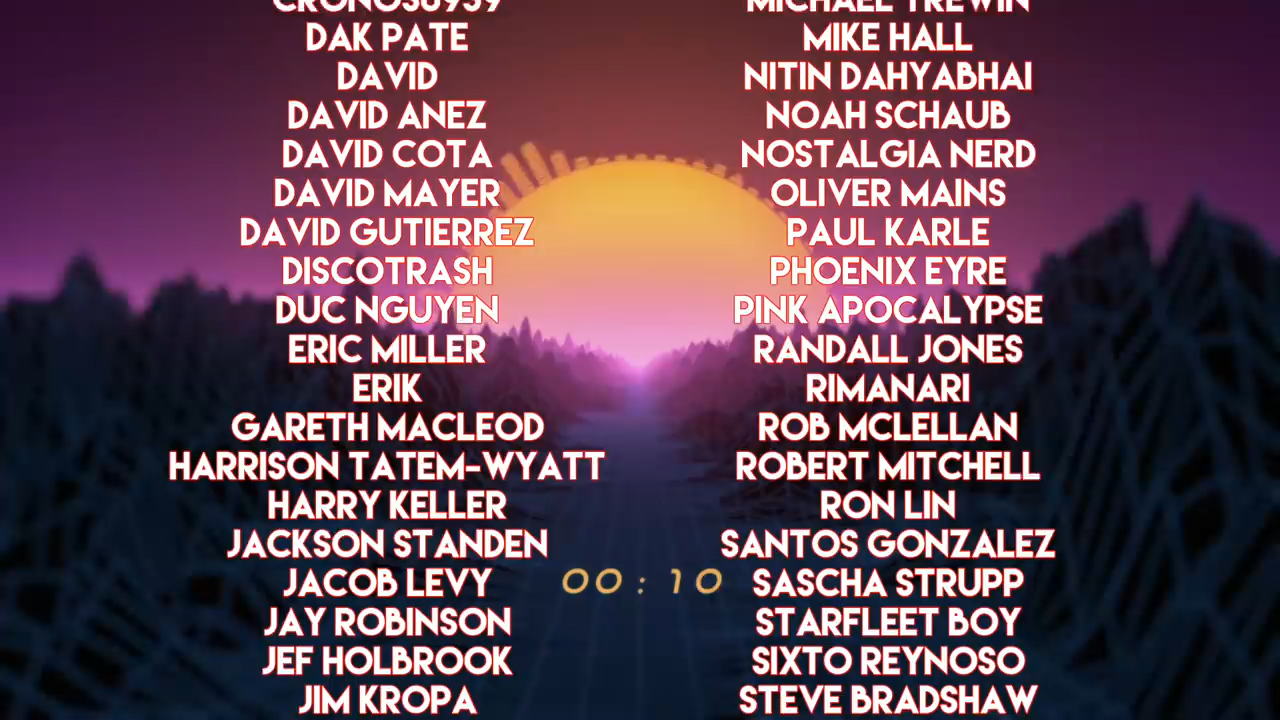 MICHAEL TREWIN
DAK PATE
MIKE HALL
DAVID
NITIN DAHYABHAI
DAVID ANEZ
NOAH SCHAUB
DAVID COTA
NOSTALGIA NERD
DAVID MAYER
OLIVER MAINS
DAVID GUTIERREZ
PAUL KARLE
DISCOTRASH
PHOENIX EYRE
DUC NGUYEN
PINK APOCALYPSE
ERIC MILLER
RANDALL JONES
ERIK
RIMANARI
GARETH MACLEOD
ROB MCLELLAN
HARRISON TATEM-WYATT
ROBERT MITCHELL
HARRY KELLER
RON LIN
JACKSON STANDEN
SANTOS GONZALEZ
JACOB LEVY
00:10
SASCHA STRUPP
JAY ROBINSON
STARFLEET BOY
JEF HOLBROOK
SIXTO REYNOSO
JIM KROPA
STEVE BRADSHAW